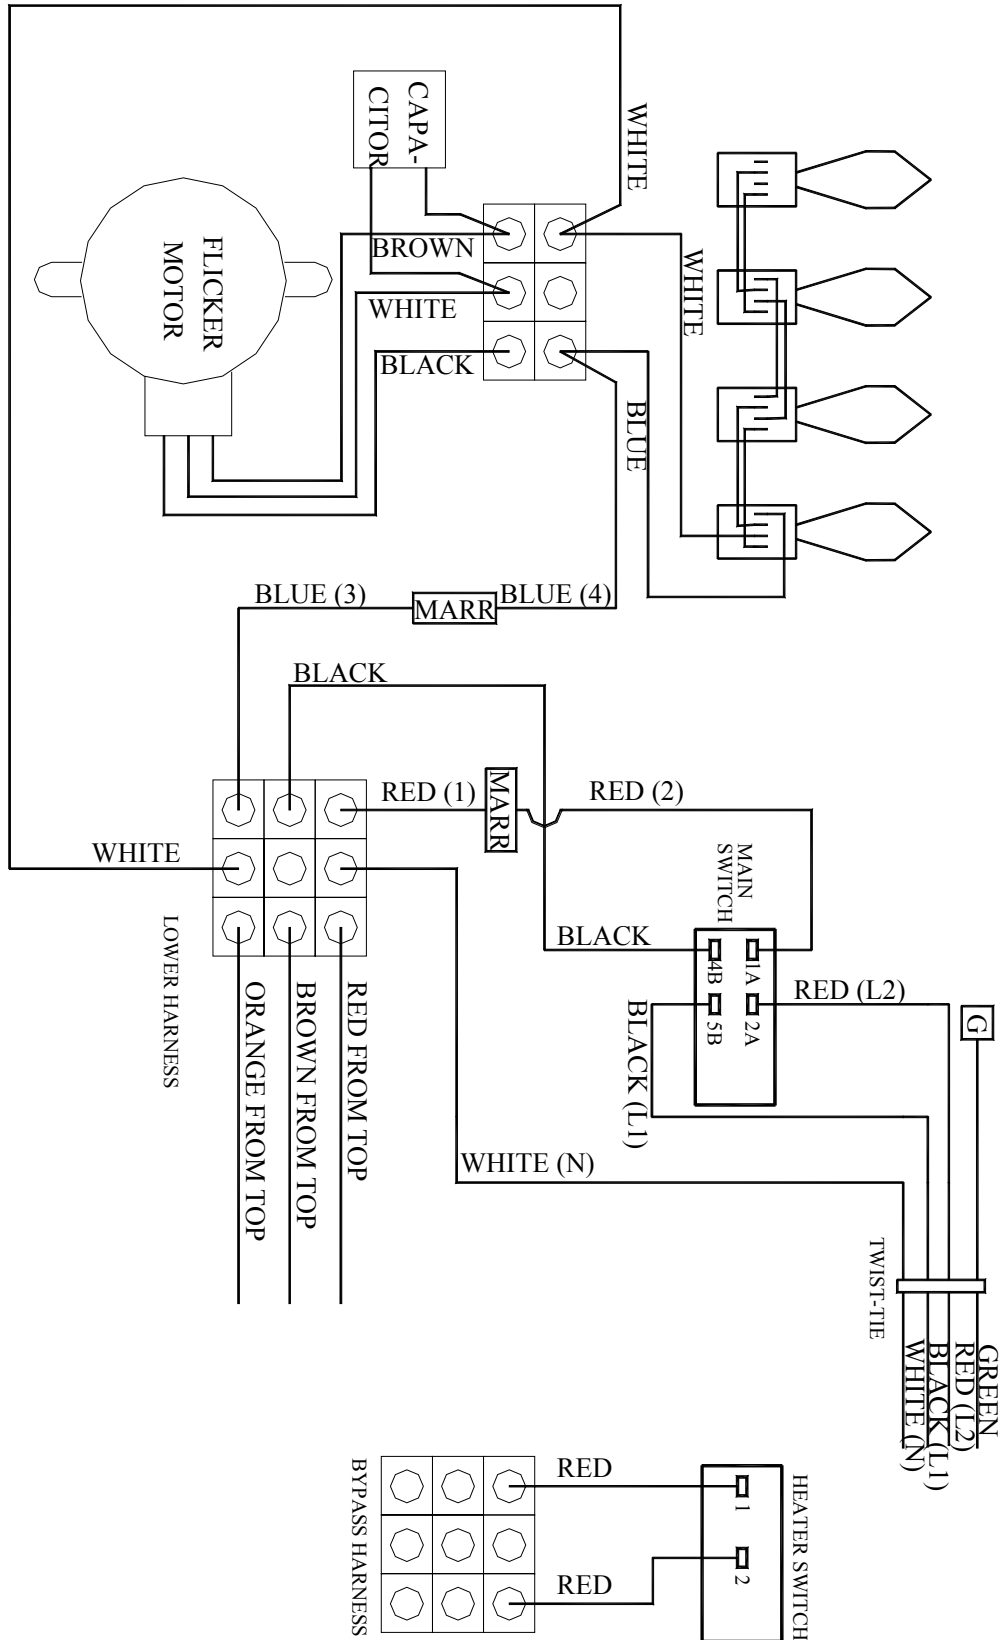 WHITE
CAPA-
CITOR
FLICKER
MOTOR
BROWN
WHITE
WHITE
BLACK
BLUE
BLUE (3)
MARR
BLUE (4)
BLACK
RED (1)
MARR
RED (2)
MAIN
SWITCH
WHITE
BLACK
1A
2A
4B
5B
RED (L2)
G
BLACK (L1)
LOWER HARNESS
ORANGE FROM TOP
BROWN FROM TOP
RED FROM TOP
WHITE (N)
TWIST-TIE
GREEN
RED (L2)
BLACK (L1)
WHITE (N)
RED
RED
BYPASS HARNESS
1
2
HEATER SWITCH